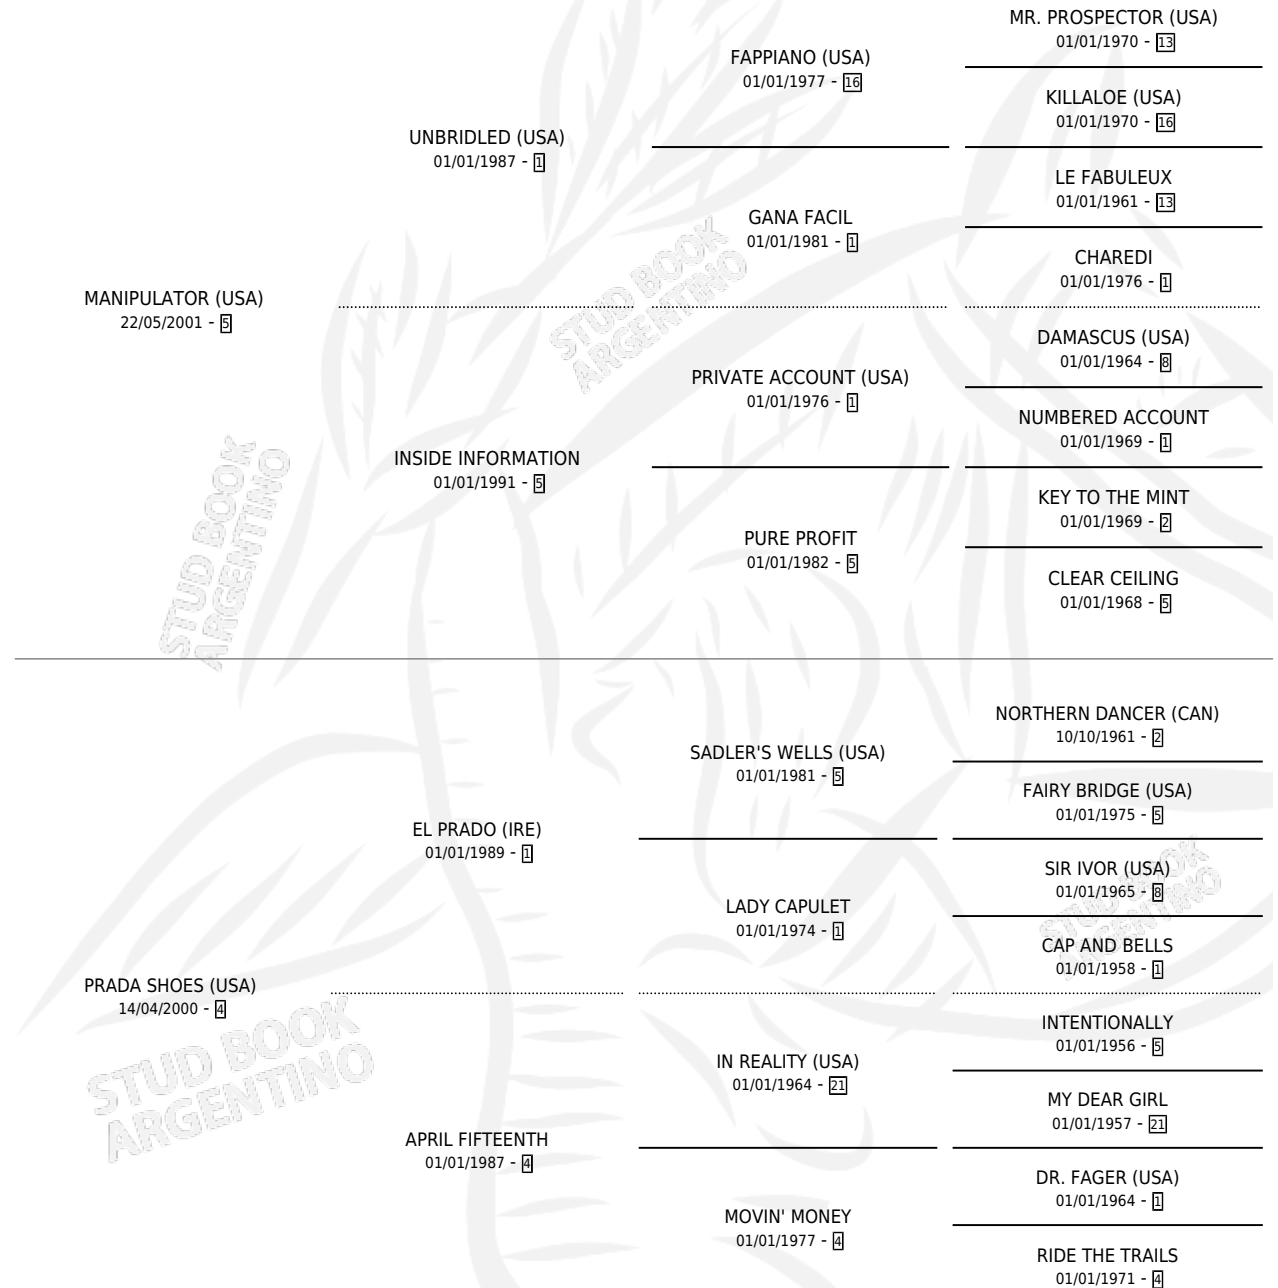 MR. PROSPECTOR (USA)
01/01/1970 - 13
FAPPIANO (USA)
01/01/1977 - 16
KILLALOE (USA)
01/01/1970 - 16
UNBRIDLED (USA)
01/01/1987 - 1
LE FABULEUX
01/01/1961 - 13
GANA FACIL
01/01/1981 - 1
CHAREDI
01/01/1976 - 1
MANIPULATOR (USA)
22/05/2001 - 5
DAMASCUS (USA)
01/01/1964 - 8
PRIVATE ACCOUNT (USA)
01/01/1976 - 1
NUMBERED ACCOUNT
01/01/1969 - 1
INSIDE INFORMATION
01/01/1991 - 5
KEY TO THE MINT
01/01/1969 - 2
PURE PROFIT
01/01/1982 - 5
CLEAR CEILING
01/01/1968 - 5
STUD BOOK
ARGENTINO
STUD BOOK
ARGENTINO
NORTHERN DANCER (CAN)
10/10/1961 - 2
SADLER'S WELLS (USA)
01/01/1981 - 5
FAIRY BRIDGE (USA)
01/01/1975 - 5
EL PRADO (IRE)
01/01/1989 - 1
SIR IVOR (USA)
01/01/1965 - 8
LADY CAPULET
01/01/1974 - 1
CAP AND BELLS
01/01/1958 - 1
PRADA SHOES (USA)
14/04/2000 - 4
INTENTIONALLY
01/01/1956 - 5
IN REALITY (USA)
01/01/1964 - 21
MY DEAR GIRL
01/01/1957 - 21
APRIL FIFTEENTH
01/01/1987 - 4
DR. FAGER (USA)
01/01/1964 - 1
MOVIN' MONEY
01/01/1977 - 4
RIDE THE TRAILS
01/01/1971 - 4
STUD BOOK
ARGENTINO
STUD BOOK
ARGENTINO